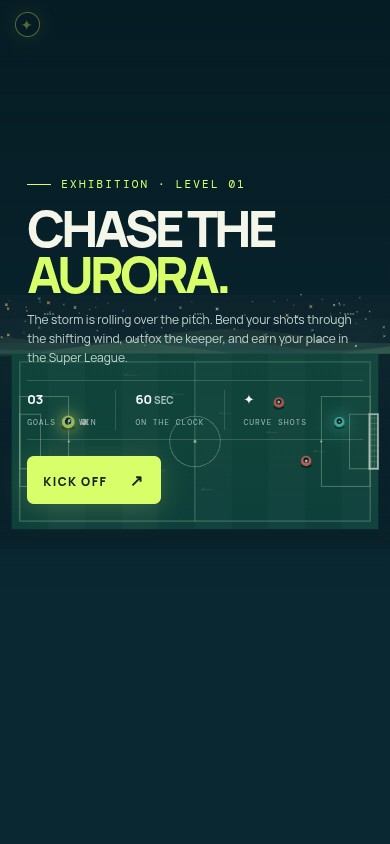 EXHIBITION · LEVEL 01
CHASE THE
AURORA.
The storm is rolling over the pitch. Bend your shots through
the shifting wind, outfox the keeper, and earn your place in
the Super League.
03
GOALS TO WIN
60 SEC
ON THE CLOCK
✦
CURVE SHOTS
KICK OFF ↗